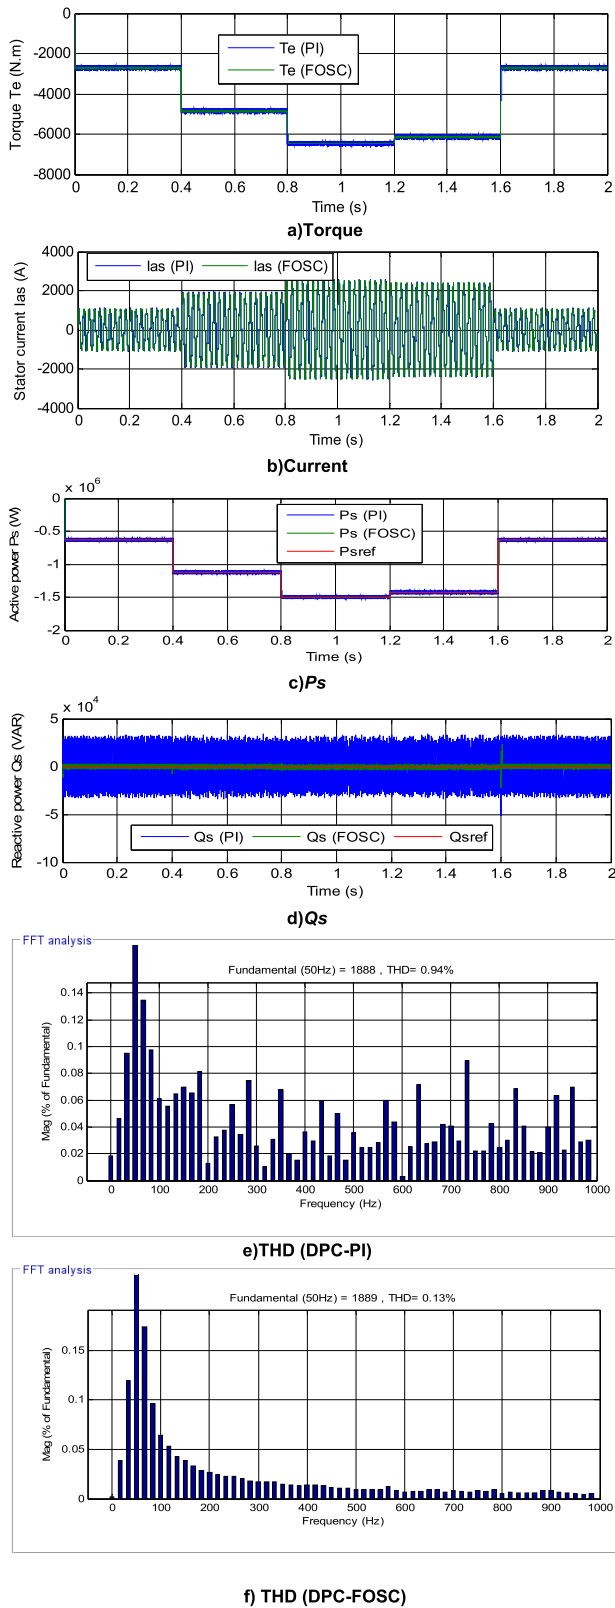 0
-2000
-4000
-6000
-8000
Torque Te (N.m)
Te (PI)
Te (FOSC)
0 0.2 0.4 0.6 0.8 1 1.2 1.4 1.6 1.8 2
Time (s)
a)Torque
4000
2000
0
-2000
-4000
Stator current Ias (A)
Ias (PI) Ias (FOSC)
0 0.2 0.4 0.6 0.8 1 1.2 1.4 1.6 1.8 2
Time (s)
b)Current
x 10^6
0
-0.5
-1
-1.5
-2
Active power Ps (W)
Ps (PI)
Ps (FOSC)
Psref
0 0.2 0.4 0.6 0.8 1 1.2 1.4 1.6 1.8 2
Time (s)
c)Ps
x 10^4
5
0
-5
-10
Reactive power Qs (VAR)
Qs (PI) Qs (FOSC) Qsref
0 0.2 0.4 0.6 0.8 1 1.2 1.4 1.6 1.8 2
Time (s)
d)Qs
FFT analysis
Fundamental (50Hz) = 1888 , THD= 0.94%
0.14
0.12
0.1
0.08
0.06
0.04
0.02
0
Mag (% of Fundamental)
0 100 200 300 400 500 600 700 800 900 1000
Frequency (Hz)
e)THD (DPC-PI)
FFT analysis
Fundamental (50Hz) = 1889 , THD= 0.13%
0.15
0.1
0.05
0
Mag (% of Fundamental)
0 100 200 300 400 500 600 700 800 900 1000
Frequency (Hz)
f) THD (DPC-FOSC)